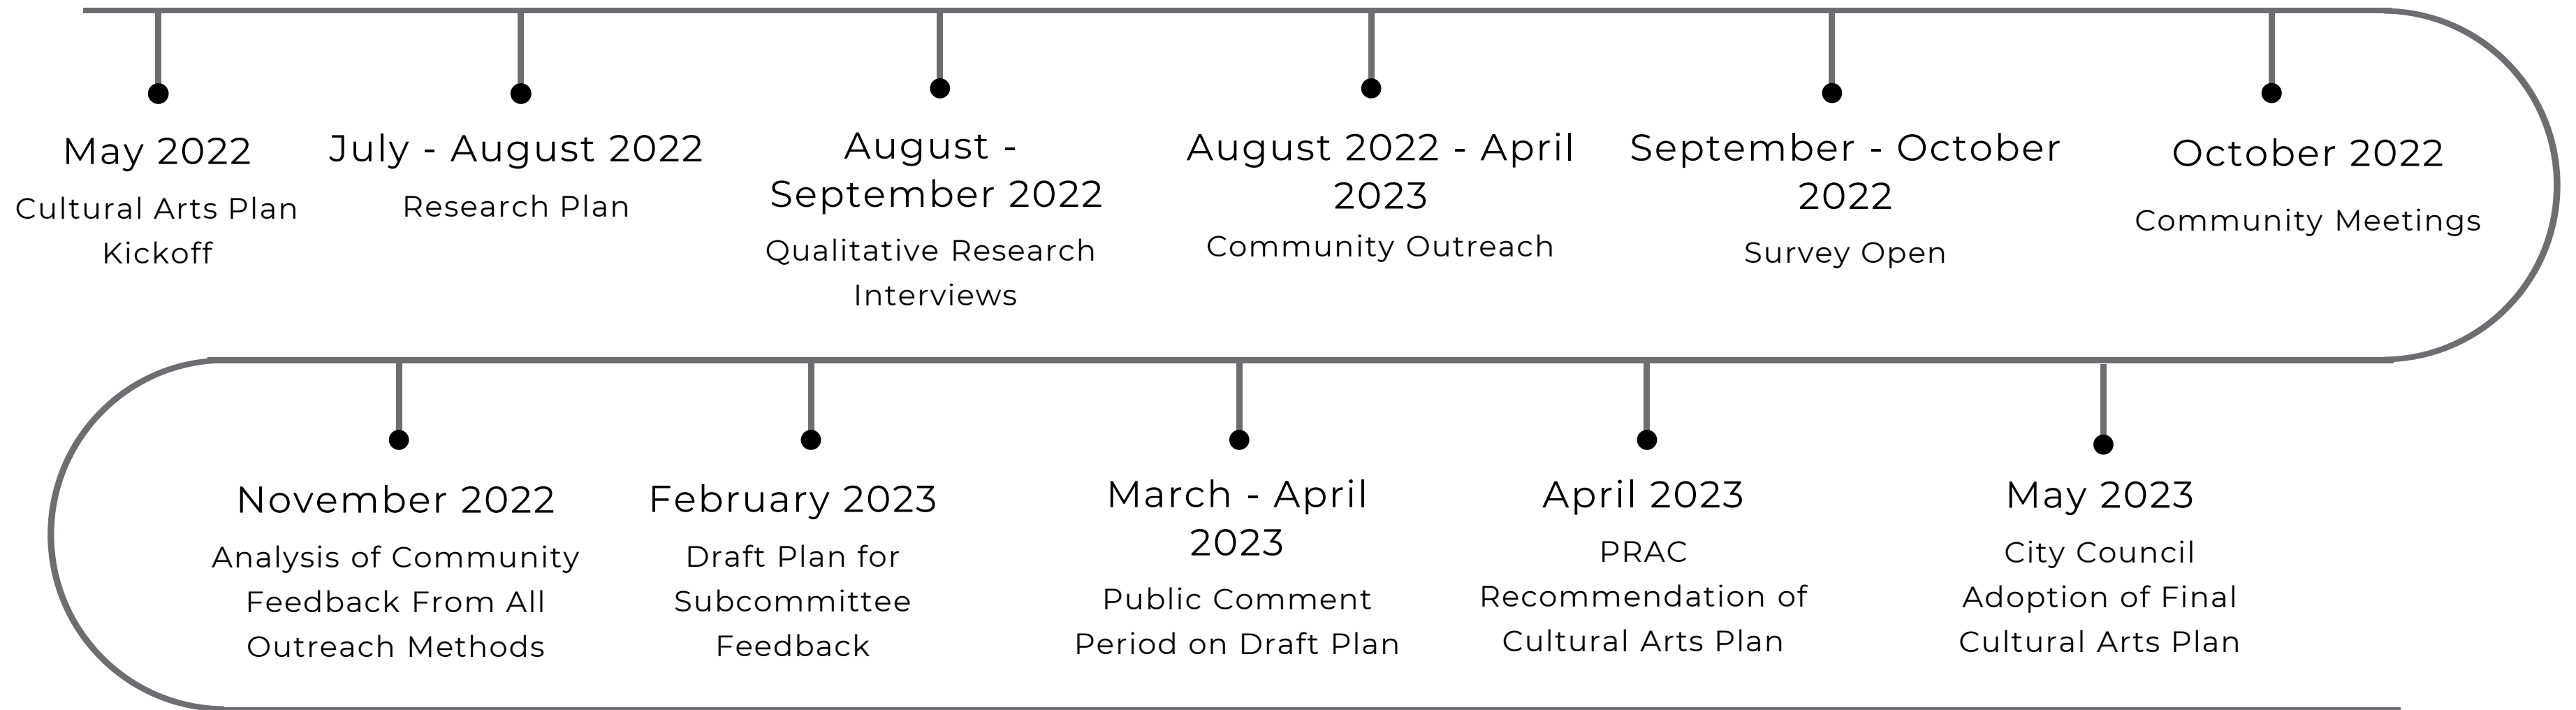 May 2022
Cultural Arts Plan
Kickoff
July - August 2022
Research Plan
August -
September 2022
Qualitative Research
Interviews
August 2022 - April
2023
Community Outreach
September - October
2022
Survey Open
October 2022
Community Meetings
November 2022
Analysis of Community
Feedback From All
Outreach Methods
February 2023
Draft Plan for
Subcommittee
Feedback
March - April
2023
Public Comment
Period on Draft Plan
April 2023
PRAC
Recommendation of
Cultural Arts Plan
May 2023
City Council
Adoption of Final
Cultural Arts Plan